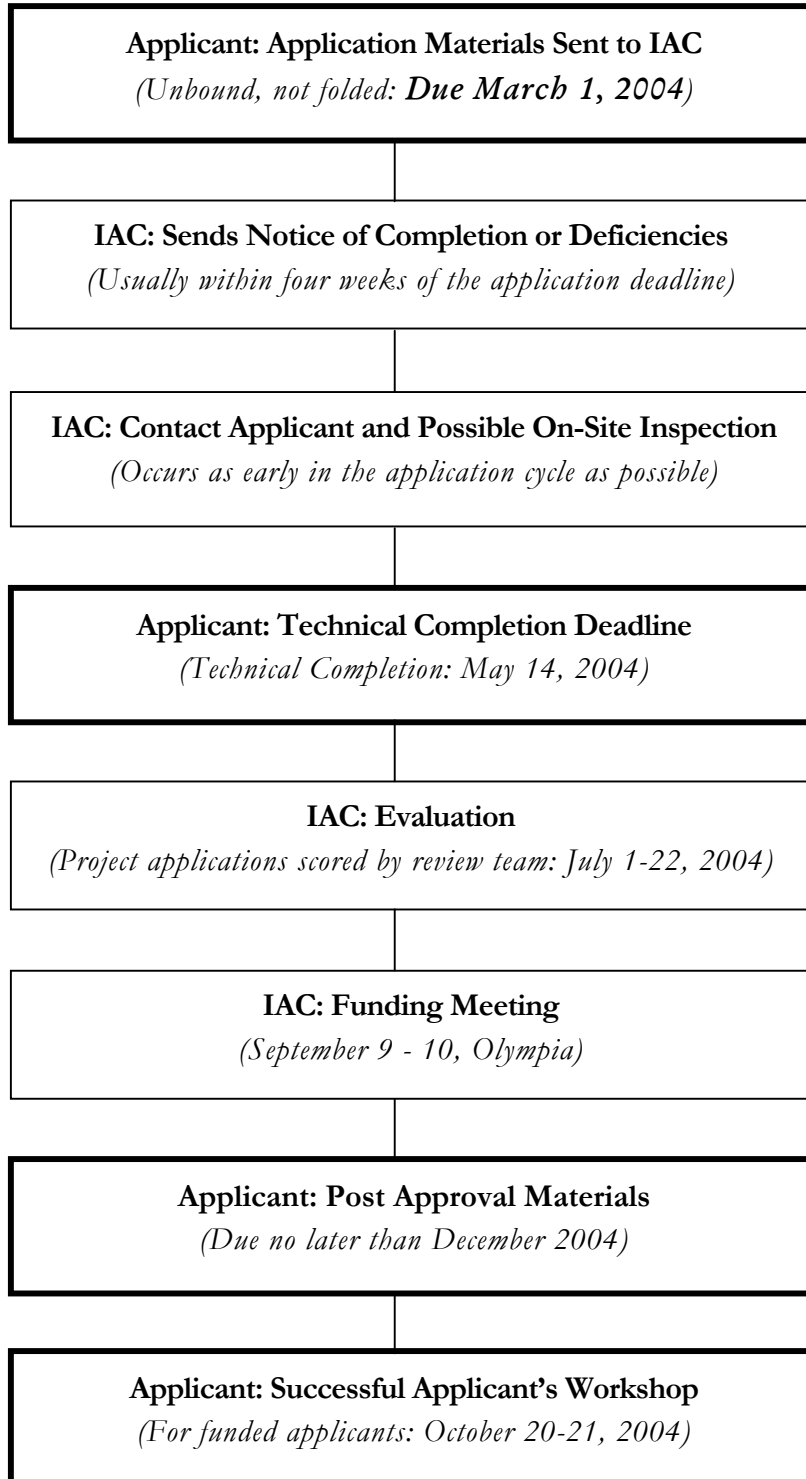 Applicant: Application Materials Sent to IAC
(Unbound, not folded: Due March 1, 2004)
IAC: Sends Notice of Completion or Deficiencies
(Usually within four weeks of the application deadline)
IAC: Contact Applicant and Possible On-Site Inspection
(Occurs as early in the application cycle as possible)
Applicant: Technical Completion Deadline
(Technical Completion: May 14, 2004)
IAC: Evaluation
(Project applications scored by review team: July 1-22, 2004)
IAC: Funding Meeting
(September 9 - 10, Olympia)
Applicant: Post Approval Materials
(Due no later than December 2004)
Applicant: Successful Applicant’s Workshop
(For funded applicants: October 20-21, 2004)